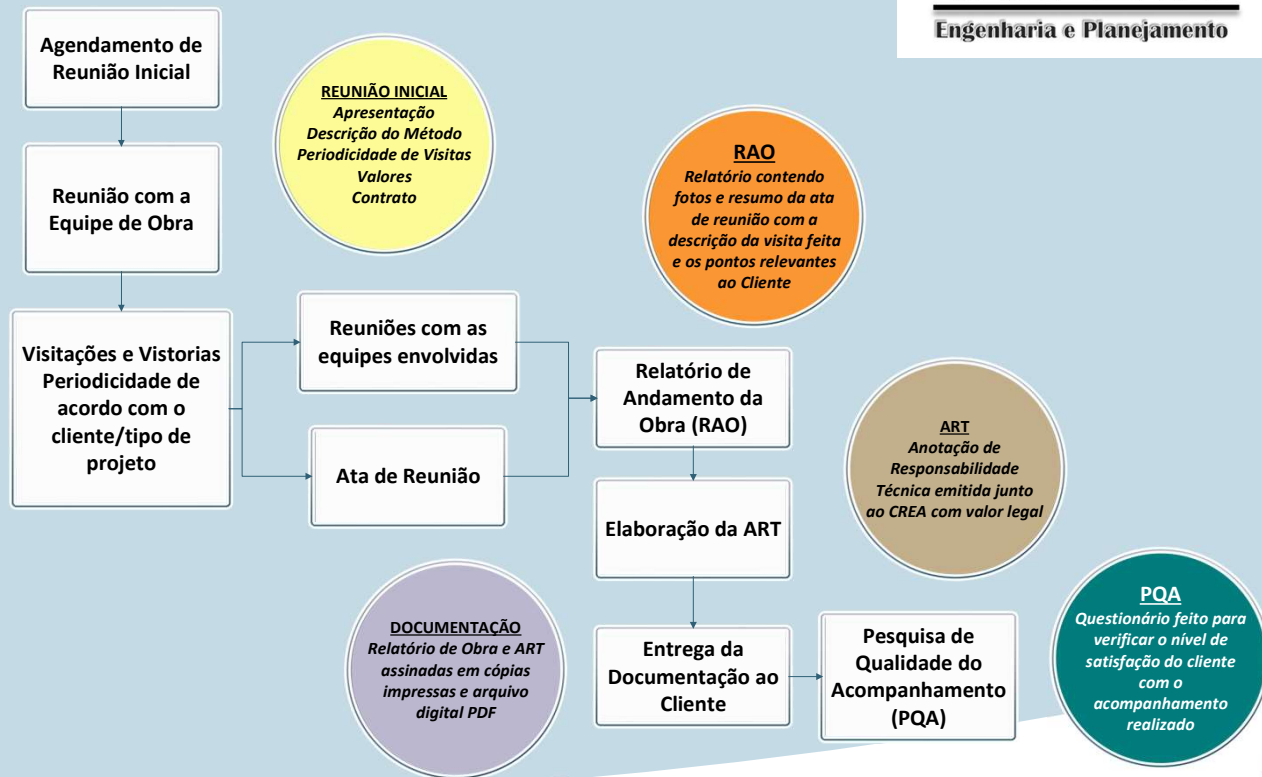 Engenharia e Planejamento
Agendamento de
Reunião Inicial
REUNIÃO INICIAL
Apresentação
Descrição do Método
Periodicidade de Visitas
Valores
Contrato
RAO
Relatório contendo
fotos e resumo da ata
de reunião com a
descrição da visita feita
e os pontos relevantes
ao Cliente
Reunião com a
Equipe de Obra
Visitações e Vistorias
Periodicidade de
acordo com o
cliente/tipo de
projeto
Reuniões com as
equipes envolvidas
Ata de Reunião
Relatório de
Andamento da
Obra (RAO)
ART
Anotação de
Responsabilidade
Técnica emitida junto
ao CREA com valor legal
Elaboração da ART
DOCUMENTAÇÃO
Relatório de Obra e ART
assinadas em cópias
impressas e arquivo
digital PDF
Entrega da
Documentação ao
Cliente
Pesquisa de
Qualidade do
Acompanhamento
(PQA)
PQA
Questionário feito para
verificar o nível de
satisfação do cliente
com o
acompanhamento
realizado